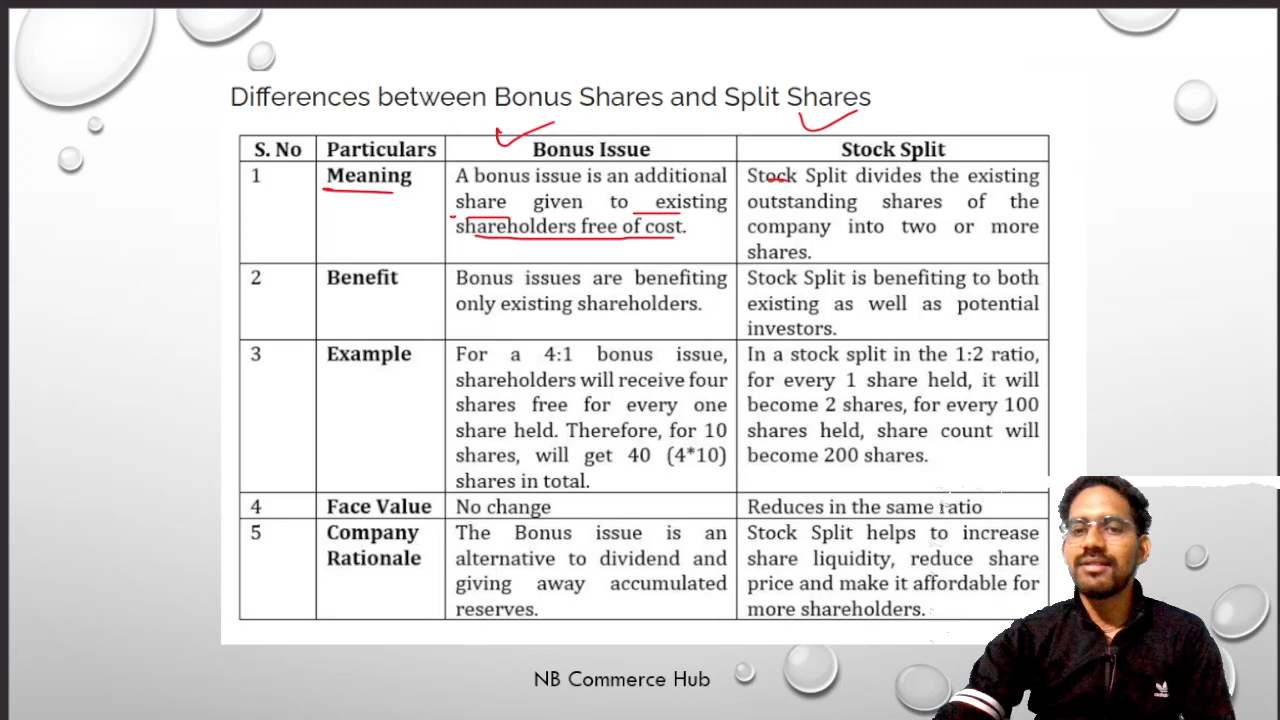 Differences between Bonus Shares and Split Shares
S. No Particulars Bonus Issue Stock Split
1 Meaning A bonus issue is an additional
share given to existing
shareholders free of cost.
Stock Split divides the existing
outstanding shares of the
company into two or more
shares.
2 Benefit Bonus issues are benefiting
only existing shareholders.
Stock Split is benefiting to both
existing as well as potential
investors.
3 Example For a 4:1 bonus issue,
shareholders will receive four
shares free for every one
share held. Therefore, for 10
shares, will get 40 (4*10)
shares in total.
In a stock split in the 1:2 ratio,
for every 1 share held, it will
become 2 shares, for every 100
shares held, share count will
become 200 shares.
4 Face Value No change Reduces in the same ratio
5 Company
Rationale
The Bonus issue is an
alternative to dividend and
giving away accumulated
reserves.
Stock Split helps to increase
share liquidity, reduce share
price and make it affordable for
more shareholders.
NB Commerce Hub